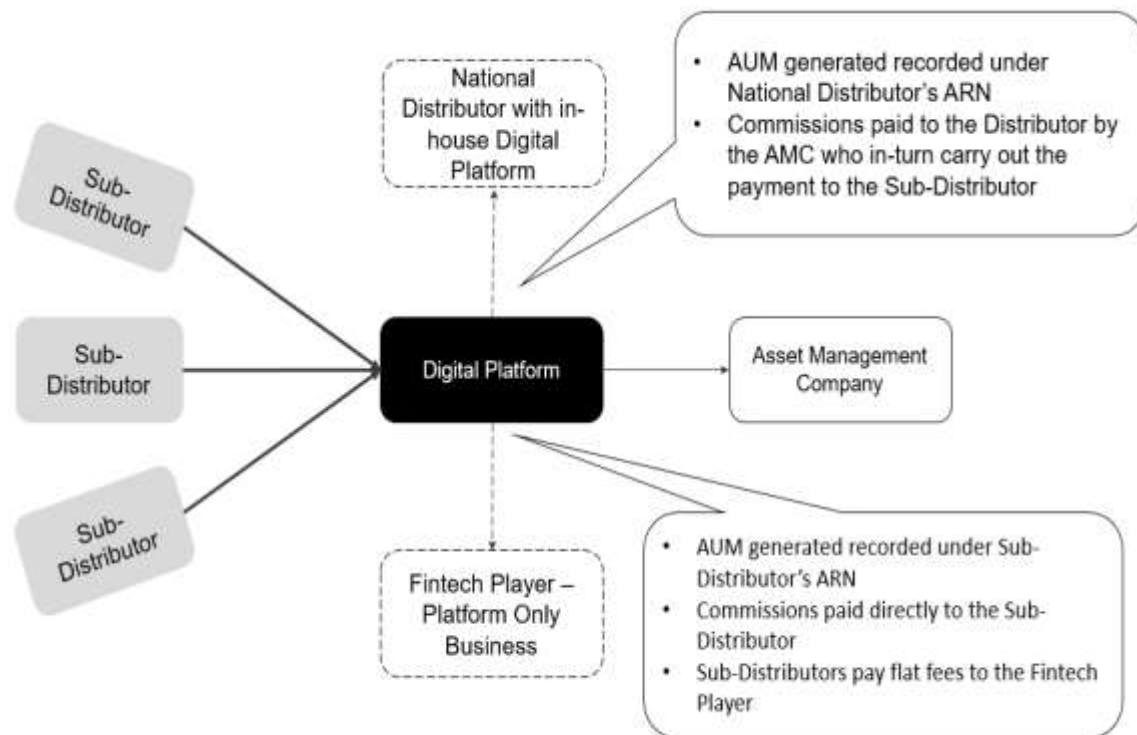 National
Distributor with in-
house Digital
Platform
• AUM generated recorded under
National Distributor's ARN
• Commissions paid to the Distributor by
the AMC who in-turn carry out the
payment to the Sub-Distributor
Sub-
Distributor
Sub-
Distributor
Sub-
Distributor
Digital Platform
Asset Management
Company
Fintech Player –
Platform Only
Business
• AUM generated recorded under Sub-
Distributor's ARN
• Commissions paid directly to the Sub-
Distributor
• Sub-Distributors pay flat fees to the Fintech
Player